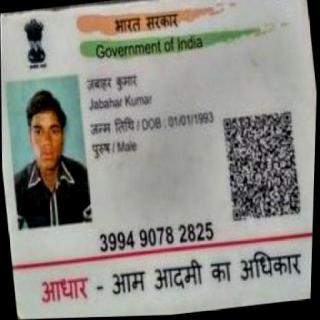 भारत सरकार
Government of India
जबाहर कुमार
Jabahar Kumar
जन्म तिथि / DOB : 01/01/1993
पुरुष / Male
3994 9078 2825
आधार - आम आदमी का अधिकार